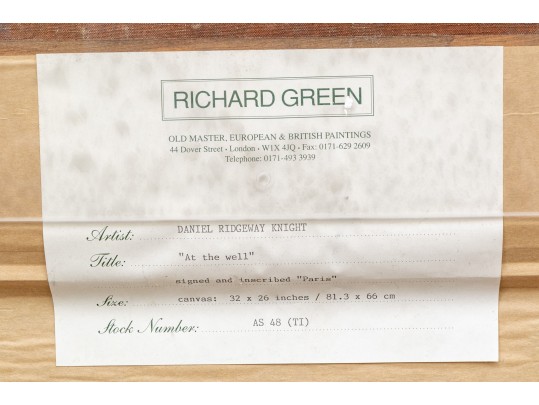 RICHARD GREEN
OLD MASTER, EUROPEAN & BRITISH PAINTINGS
44 Dover Street • London • W1X 4JQ • Fax: 0171-629 2609
Telephone: 0171-493 3939
Artist: DANIEL RIDGEWAY KNIGHT
Title: "At the well"
signed and inscribed "Paris"
Size: canvas: 32 x 26 inches / 81.3 x 66 cm
Stock Number: AS 48 (TI)